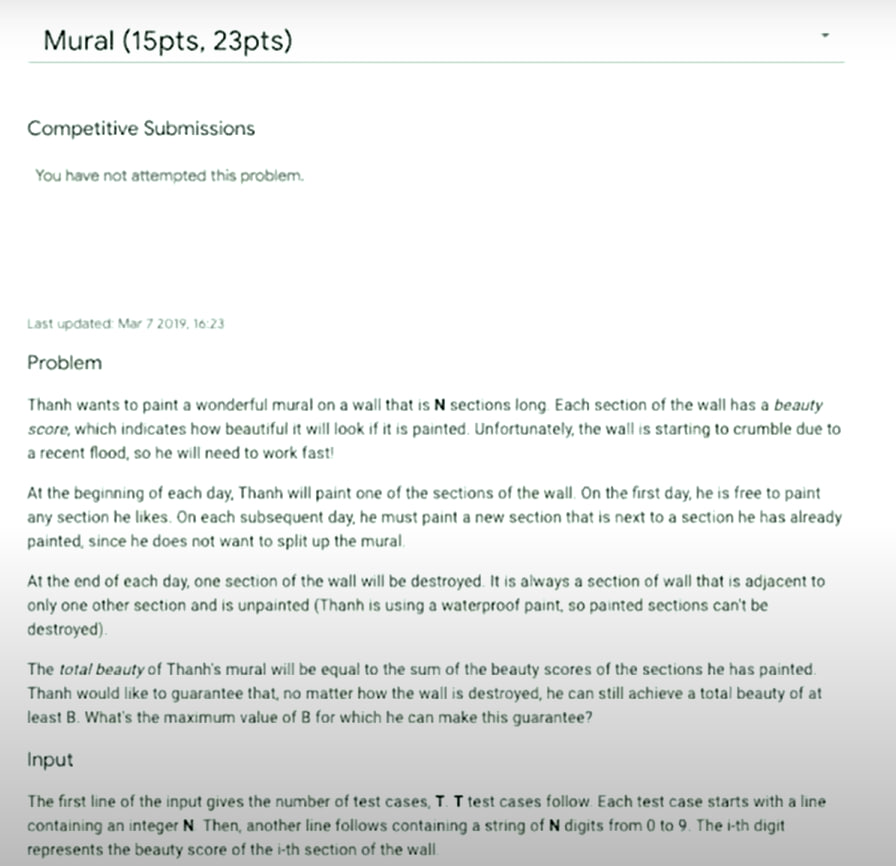 Mural (15pts, 23pts)
Competitive Submissions
You have not attempted this problem.
Last updated: Mar 7 2019, 16:23
Problem
Thanh wants to paint a wonderful mural on a wall that is N sections long. Each section of the wall has a beauty
score, which indicates how beautiful it will look if it is painted. Unfortunately, the wall is starting to crumble due to
a recent flood, so he will need to work fast!
At the beginning of each day, Thanh will paint one of the sections of the wall. On the first day, he is free to paint
any section he likes. On each subsequent day, he must paint a new section that is next to a section he has already
painted, since he does not want to split up the mural.
At the end of each day, one section of the wall will be destroyed. It is always a section of wall that is adjacent to
only one other section and is unpainted (Thanh is using a waterproof paint, so painted sections can't be
destroyed).
The total beauty of Thanh's mural will be equal to the sum of the beauty scores of the sections he has painted.
Thanh would like to guarantee that, no matter how the wall is destroyed, he can still achieve a total beauty of at
least B. What's the maximum value of B for which he can make this guarantee?
Input
The first line of the input gives the number of test cases, T. T test cases follow. Each test case starts with a line
containing an integer N. Then, another line follows containing a string of N digits from 0 to 9. The i-th digit
represents the beauty score of the i-th section of the wall.